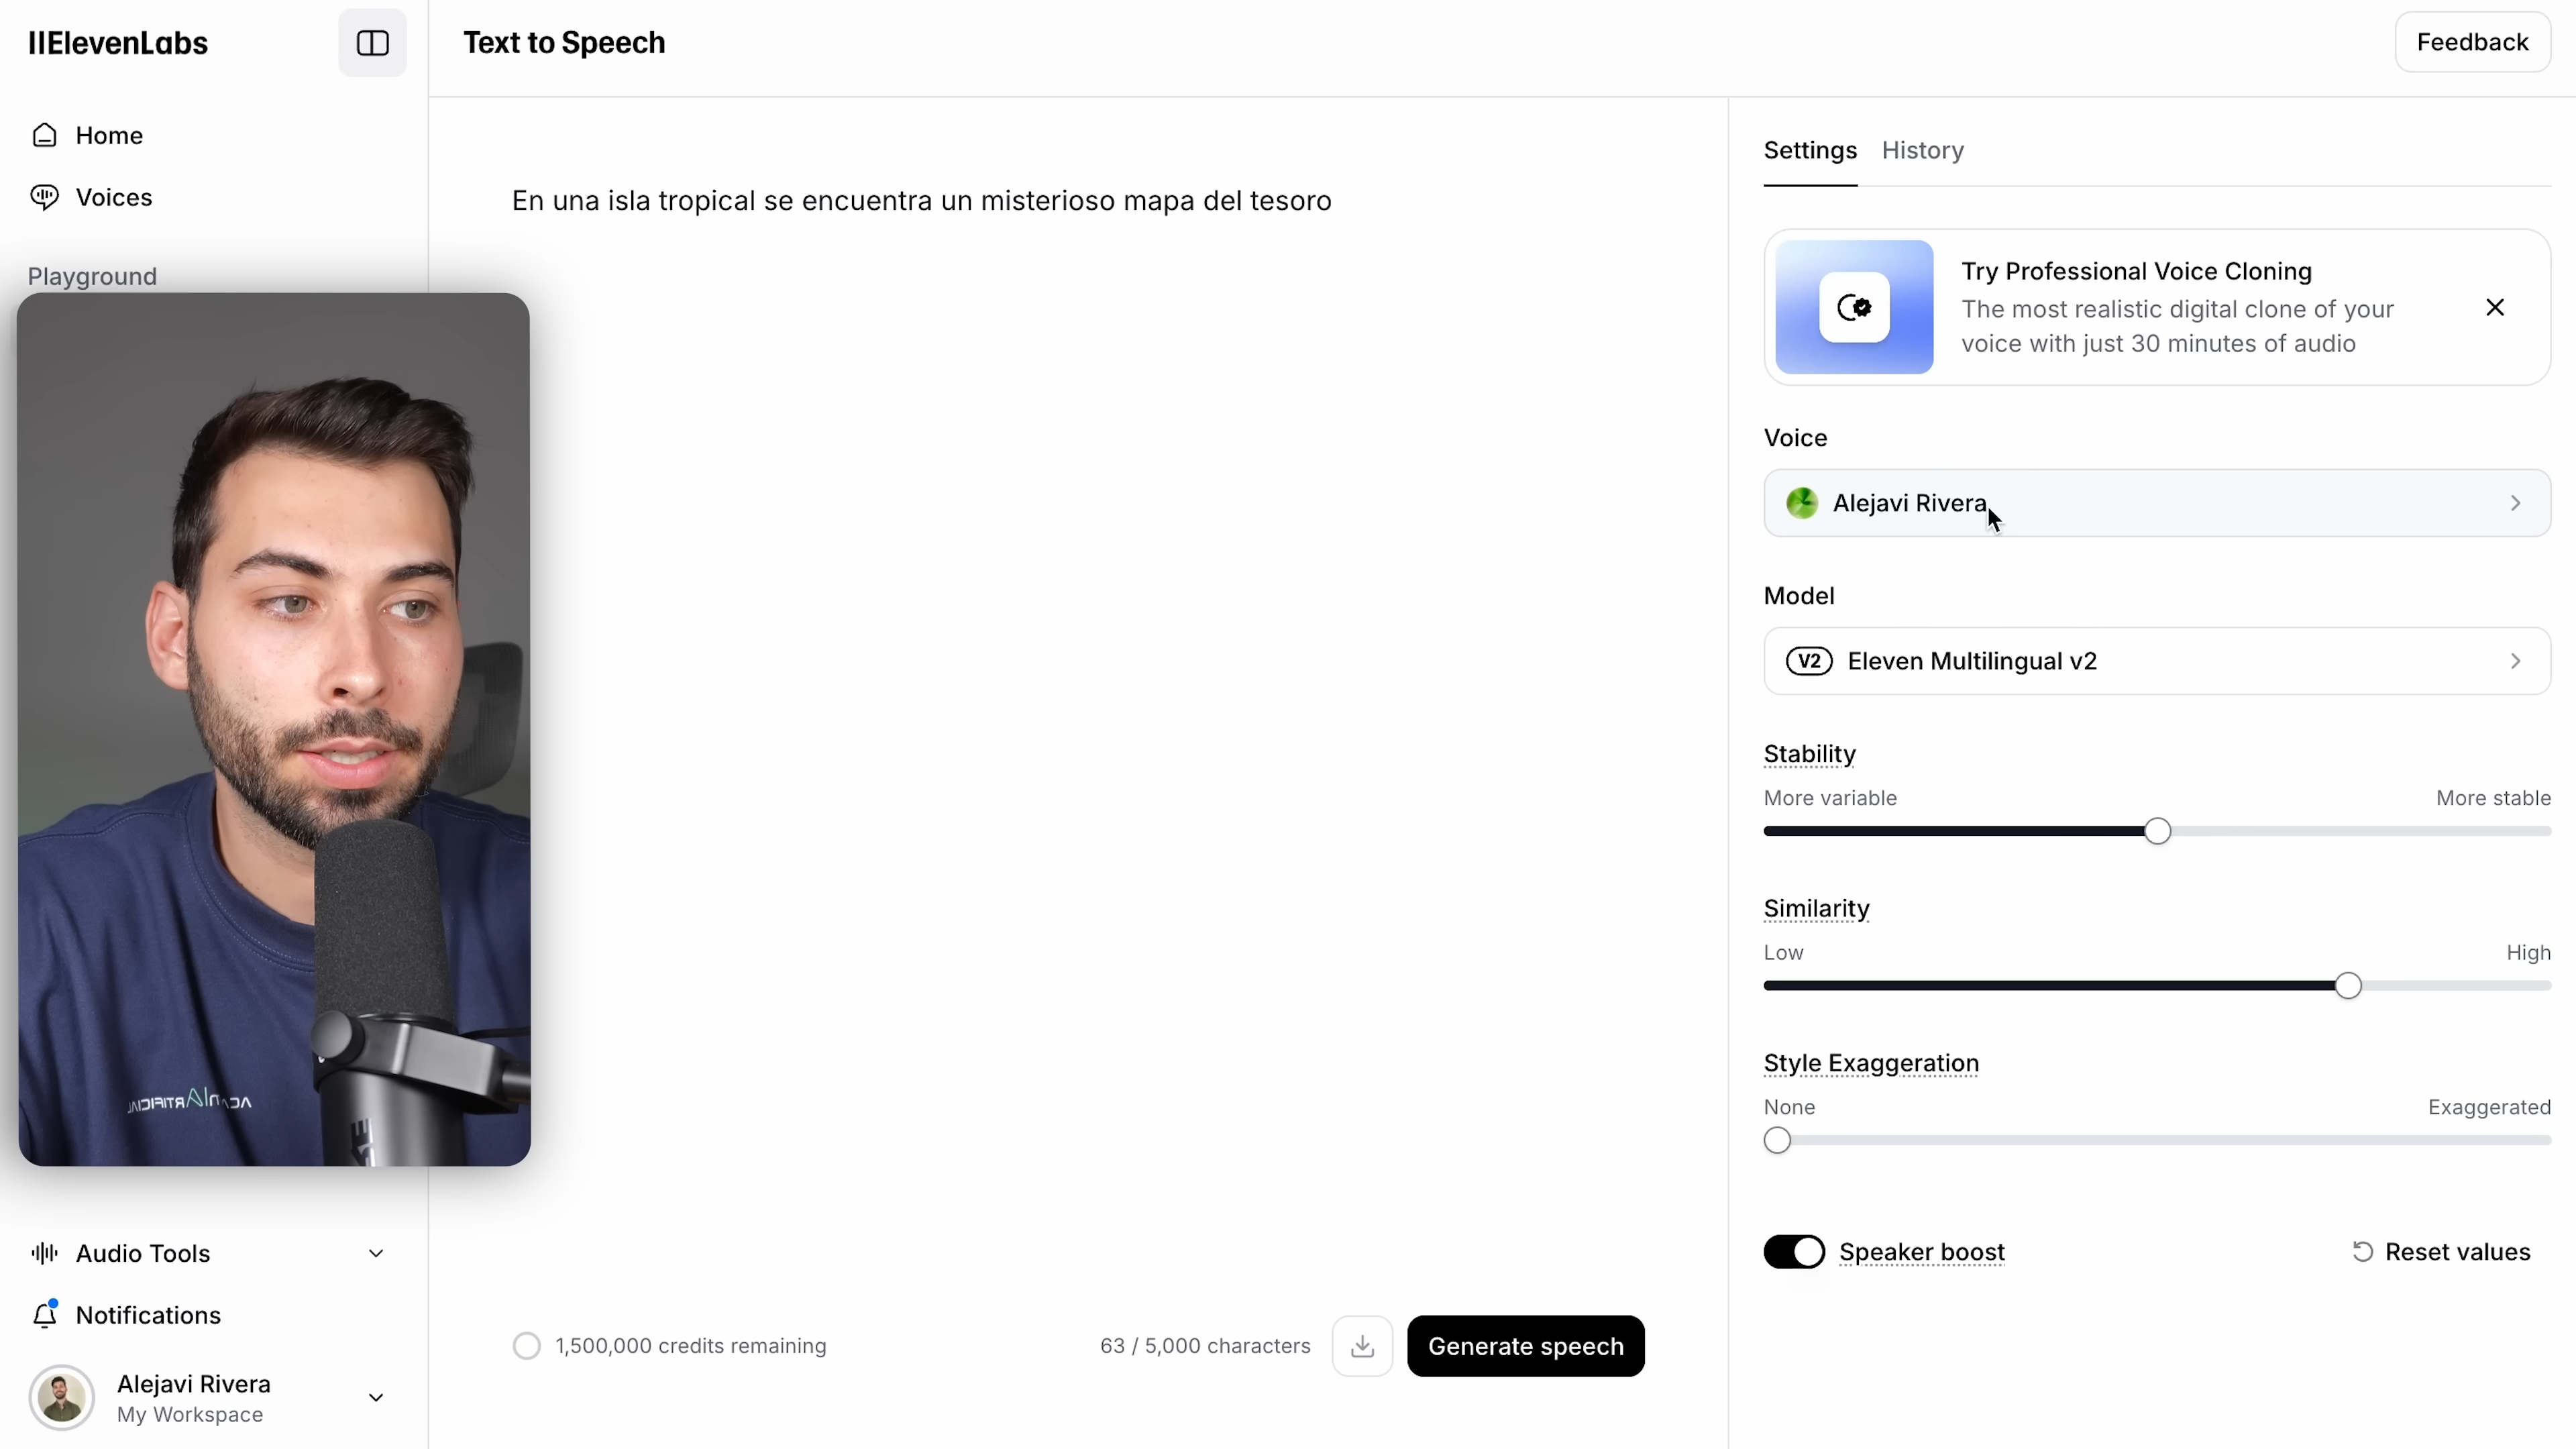 IIElevenLabs
Text to Speech
Feedback
Home
Voices
Playground
Audio Tools
Notifications
Alejavi Rivera
My Workspace
En una isla tropical se encuentra un misterioso mapa del tesoro
1,500,000 credits remaining
63 / 5,000 characters
Generate speech
Settings
History
Try Professional Voice Cloning
The most realistic digital clone of your
voice with just 30 minutes of audio
Voice
Alejavi Rivera
Model
V2 Eleven Multilingual v2
Stability
More variable
More stable
Similarity
Low
High
Style Exaggeration
None
Exaggerated
Speaker boost
Reset values